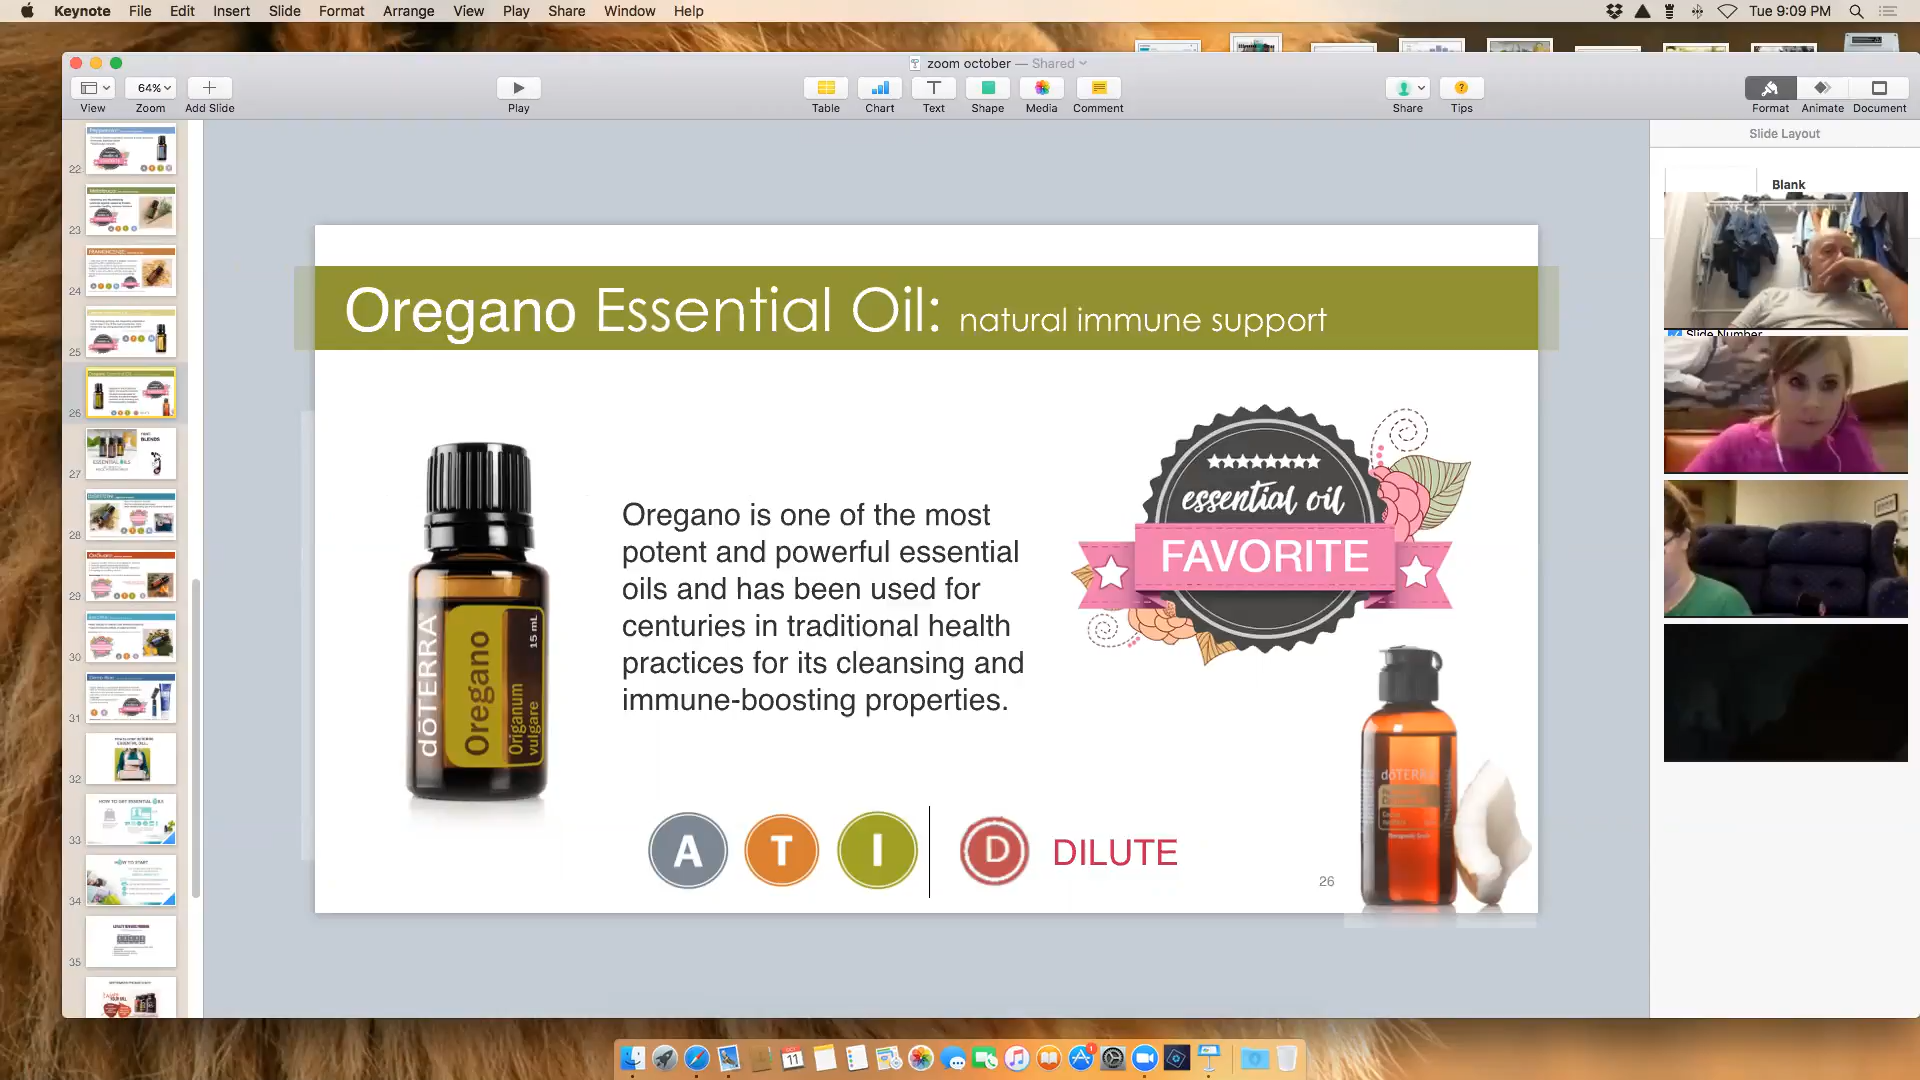 Keynote File Edit Insert Slide Format Arrange View Play Share Window Help
Tue 9:09 PM
zoom october — Shared
64%
View Zoom Add Slide
Play
Table Chart Text Shape Media Comment
Share Tips
Format Animate Document
Slide Layout
Blank
Slide Number
22
23
24
25
26
27
28
29
30
31
32
33
34
35
Oregano Essential Oil: natural immune support
Oregano is one of the most
potent and powerful essential
oils and has been used for
centuries in traditional health
practices for its cleansing and
immune-boosting properties.
essential oil
FAVORITE
dōTERRA
Oregano
Origanum
vulgare
15 mL
dōTERRA
A T I D DILUTE
26
11